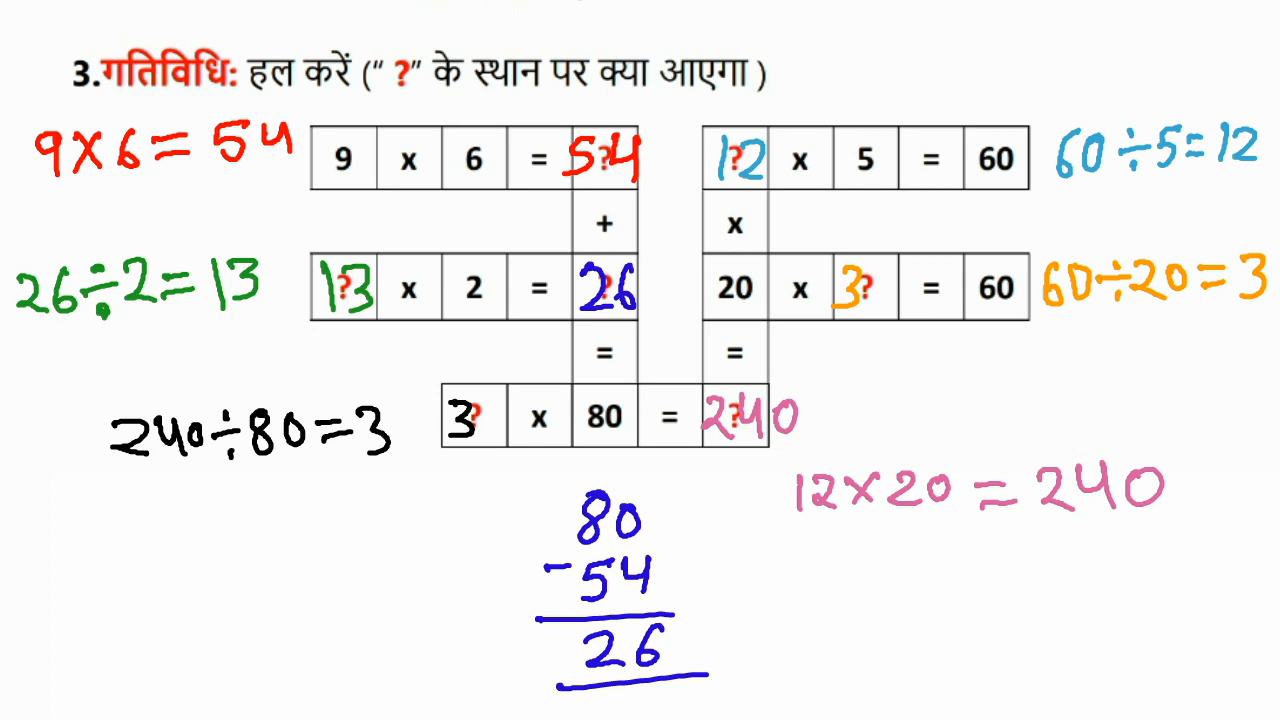 3.गतिविधि: हल करें (“ ?” के स्थान पर क्या आएगा )
9x6=54 9 x 6 = 54? 12? x 5 = 60 60÷5=12
+ x
26÷2=13 13? x 2 = 26? 20 x 3? = 60 60÷20=3
= =
240÷80=3 3? x 80 = 240?
12x20=240
80
-54
26